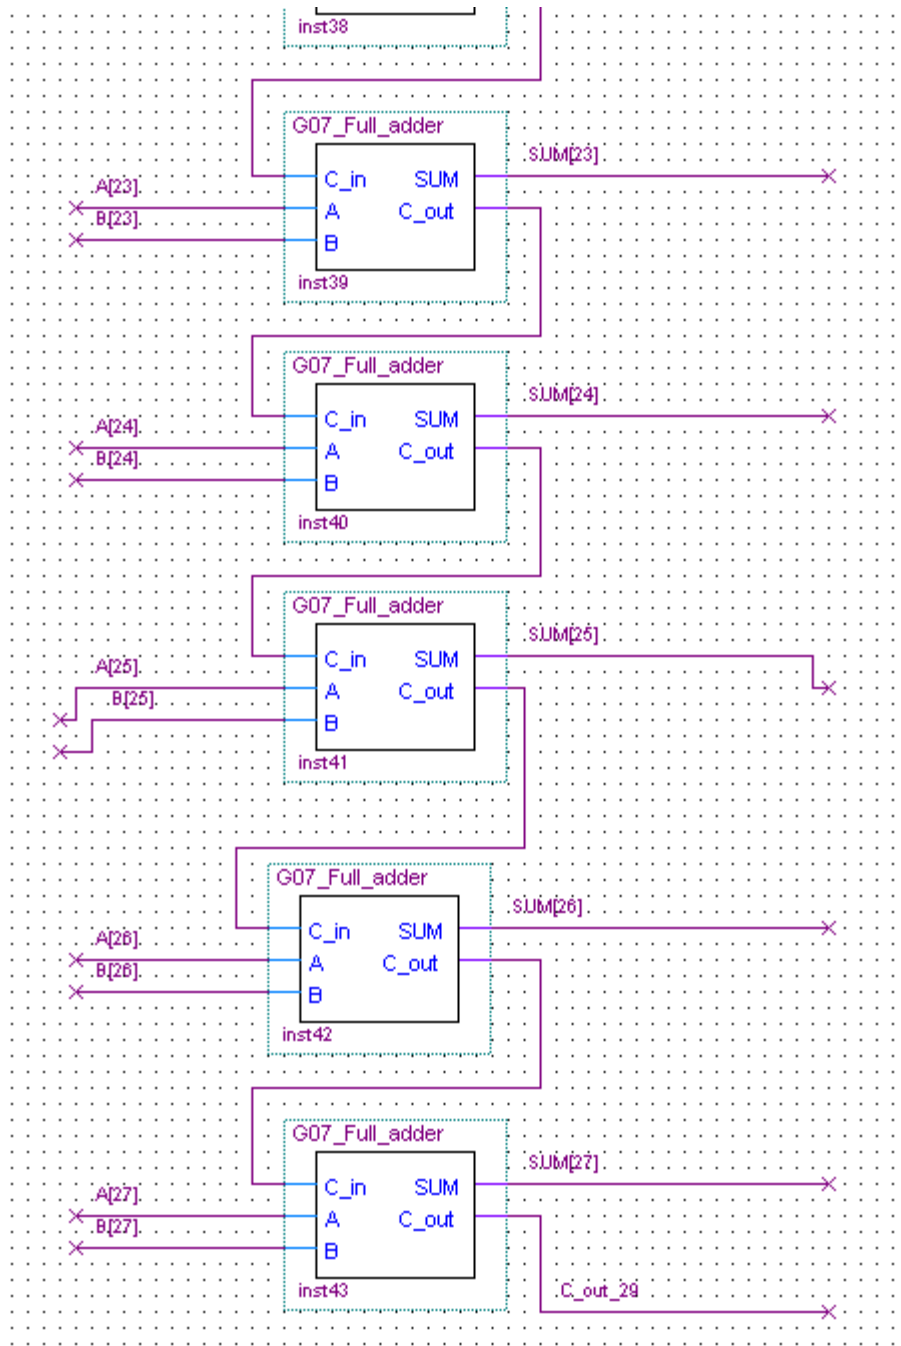 inst38
G07_Full_adder
SUM[23]
A[23]
C_in SUM
B[23]
A C_out
B
inst39
G07_Full_adder
SUM[24]
A[24]
C_in SUM
B[24]
A C_out
B
inst40
G07_Full_adder
SUM[25]
A[25]
C_in SUM
B[25]
A C_out
B
inst41
G07_Full_adder
SUM[26]
A[26]
C_in SUM
B[26]
A C_out
B
inst42
G07_Full_adder
SUM[27]
A[27]
C_in SUM
B[27]
A C_out
B
inst43
C_out_29